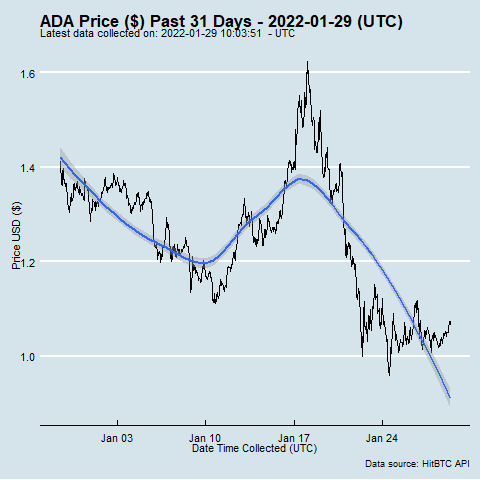 ADA Price ($) Past 31 Days - 2022-01-29 (UTC)
Latest data collected on: 2022-01-29 10:03:51 - UTC
1.6
1.4
1.2
1.0
Price USD ($)
Jan 03 Jan 10 Jan 17 Jan 24
Date Time Collected (UTC)
Data source: HitBTC API